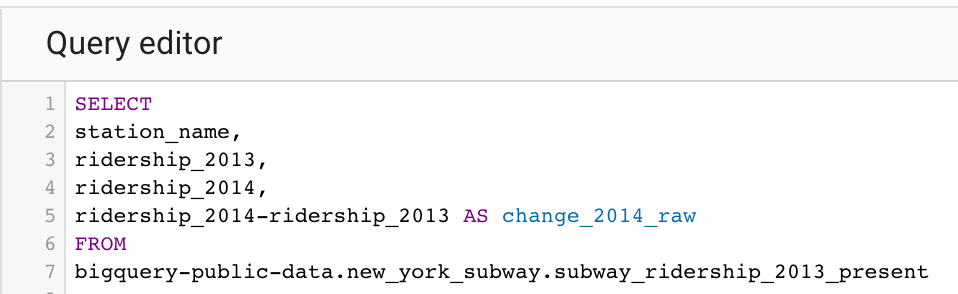 Query editor
1 SELECT
2 station_name,
3 ridership_2013,
4 ridership_2014,
5 ridership_2014-ridership_2013 AS change_2014_raw
6 FROM
7 bigquery-public-data.new_york_subway.subway_ridership_2013_present